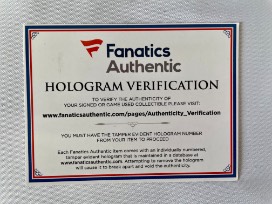 Fanatics
Authentic
HOLOGRAM VERIFICATION
TO VERIFY THE AUTHENTICITY OF
YOUR SIGNED OR GAME USED COLLECTIBLE PLEASE VISIT:
www.fanaticsauthentic.com/pages/Authenticity_Verification
YOU MUST HAVE THE TAMPER EVIDENT HOLOGRAM NUMBER
FROM YOUR ITEM TO PROCEED
Each Fanatics Authentic item comes with an individually numbered,
tamper evident hologram that is maintained in a database at
www.fanaticsauthentic.com. Attempting to remove the hologram
will cause it to break apart and void the authenticity.